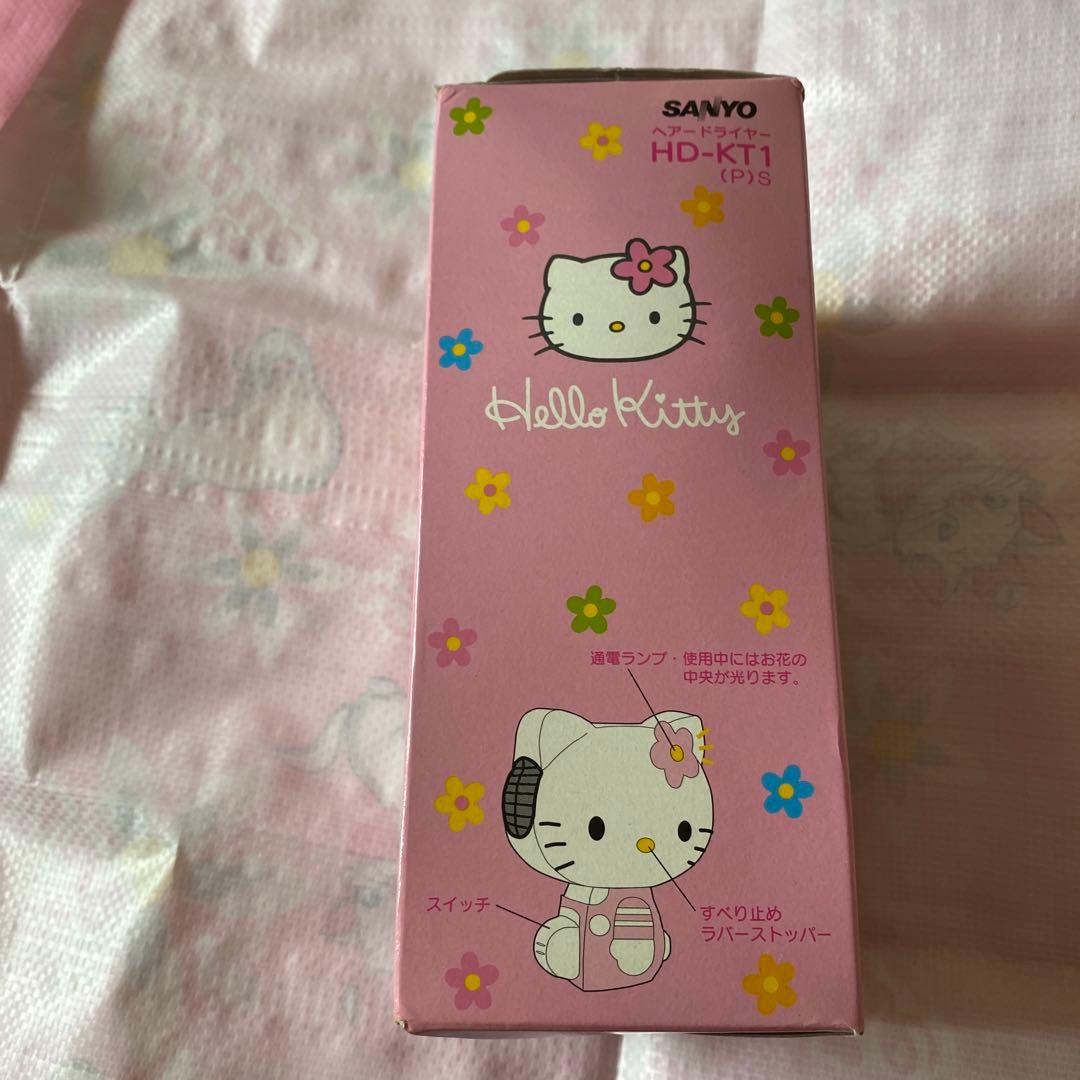 SANYO
ヘアードライヤー
HD-KT1
(P)S
Hello Kitty
通電ランプ・使用中にはお花の
中央が光ります。
スイッチ
すべり止め
ラバーストッパー